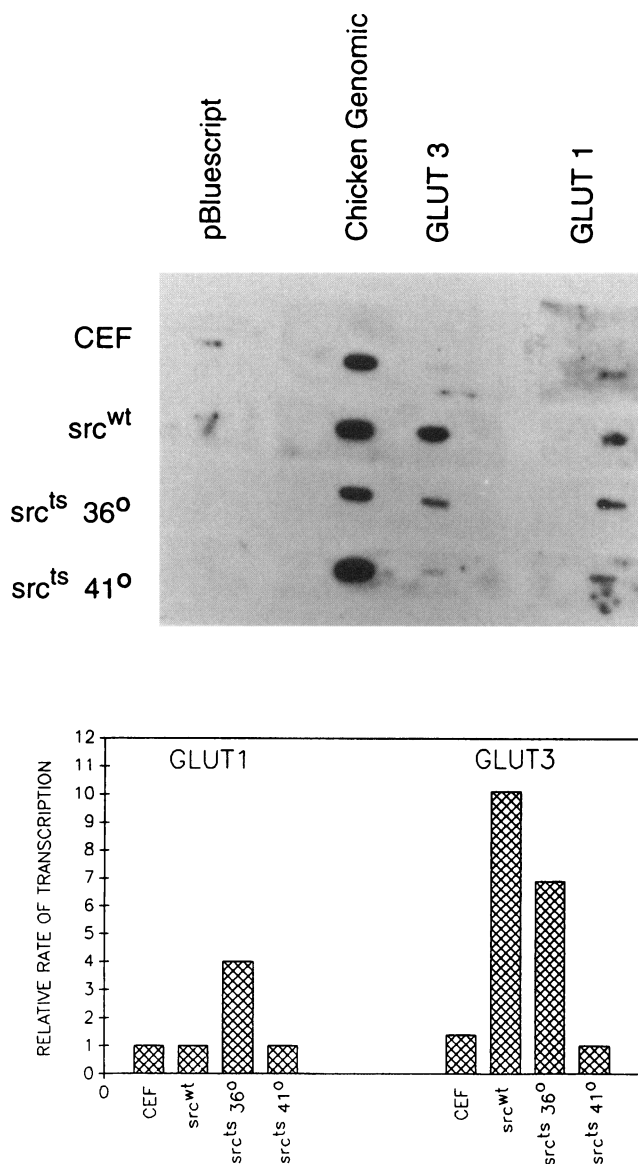 pBluescript
Chicken Genomic
GLUT 3
GLUT 1
CEF
src^wt
src^ts 36°
src^ts 41°
RELATIVE RATE OF TRANSCRIPTION
12
11
10
9
8
7
6
5
4
3
2
1
0
0
GLUT1
GLUT3
CEF
src^wt
src^ts 36°
src^ts 41°
CEF
src^wt
src^ts 36°
src^ts 41°